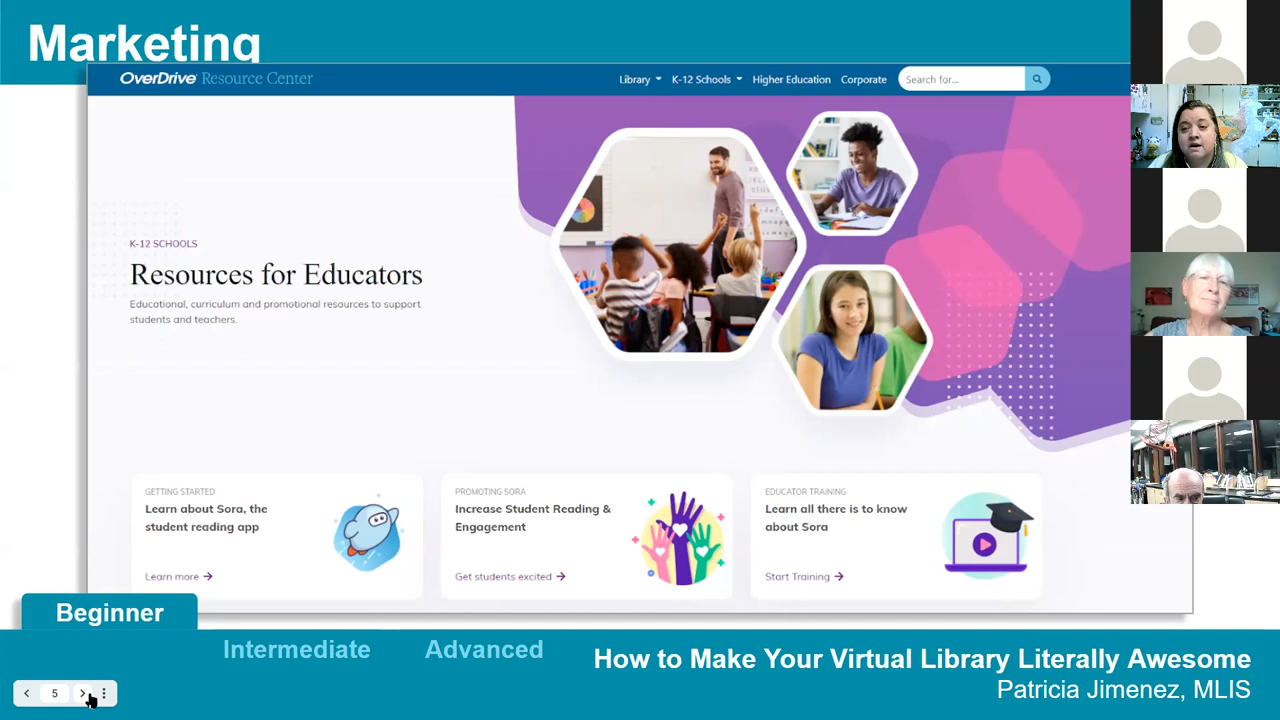 Marketing
OverDrive Resource Center
Library K-12 Schools Higher Education Corporate Search for...
K-12 SCHOOLS
Resources for Educators
Educational, curriculum and promotional resources to support
students and teachers.
GETTING STARTED
Learn about Sora, the
student reading app
Learn more →
PROMOTING SORA
Increase Student Reading &
Engagement
Get students excited →
EDUCATOR TRAINING
Learn all there is to know
about Sora
Start Training →
Beginner
Intermediate
Advanced
How to Make Your Virtual Library Literally Awesome
Patricia Jimenez, MLIS
5